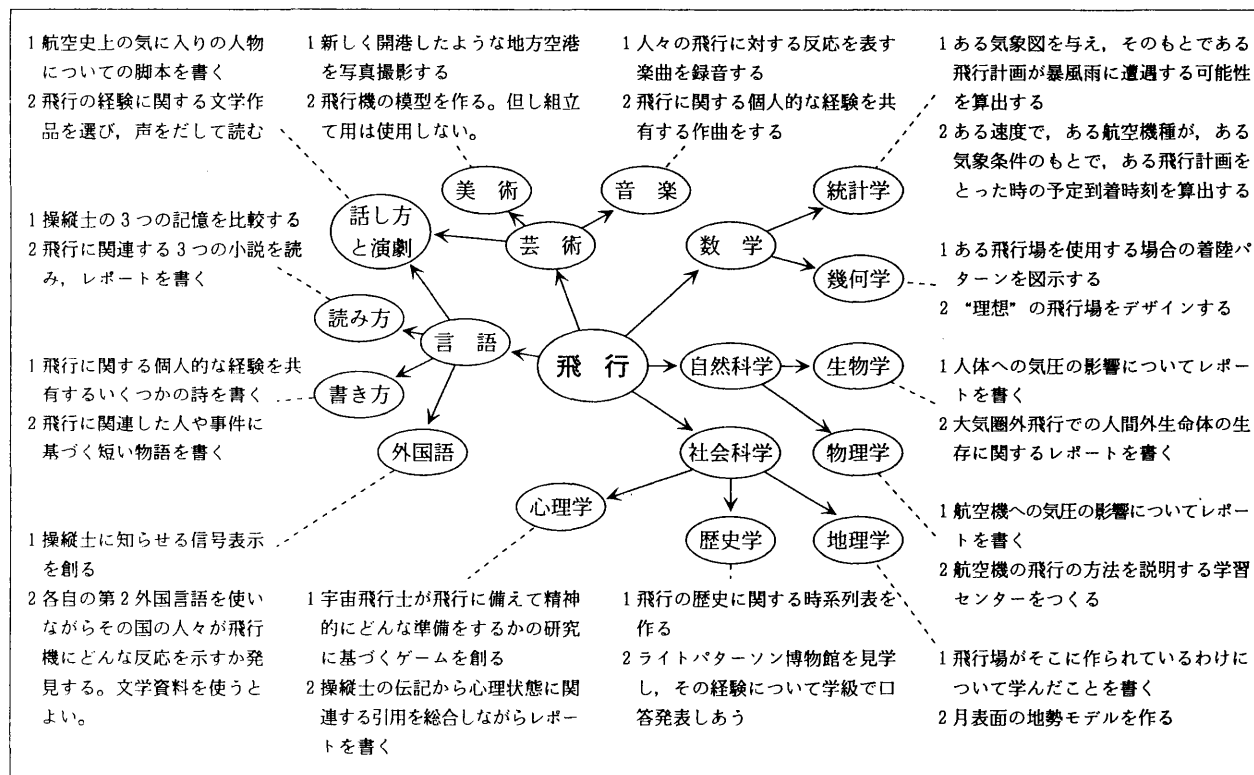 1 航空史上の気に入りの人物
についての脚本を書く
2 飛行の経験に関する文学作
品を選び，声をだして読む
1 新しく開港したような地方空港
を写真撮影する
2 飛行機の模型を作る。但し組立
て用は使用しない。
1 人々の飛行に対する反応を表す
楽曲を録音する
2 飛行に関する個人的な経験を共
有する作曲をする
1 ある気象図を与え，そのもとである
飛行計画が暴風雨に遭遇する可能性
を算出する
2 ある速度で，ある航空機種が，ある
気象条件のもとで，ある飛行計画を
とった時の予定到着時刻を算出する
美 術
音 楽
統計学
話し方
と演劇
芸 術
数 学
幾何学
1 操縦士の3つの記憶を比較する
2 飛行に関連する3つの小説を読
み，レポートを書く
1 ある飛行場を使用する場合の着陸パ
ターンを図示する
2 “理想”の飛行場をデザインする
読み方
言 語
飛 行
自然科学
生物学
1 飛行に関する個人的な経験を共
有するいくつかの詩を書く
2 飛行に関連した人や事件に
基づく短い物語を書く
書き方
外国語
社会科学
物理学
1 人体への気圧の影響についてレポー
トを書く
2 大気圏外飛行での人間外生命体の生
存に関するレポートを書く
心理学
歴史学
地理学
1 操縦士に知らせる信号表示
を創る
2 各自の第2外国言語を使い
ながらその国の人々が飛行
機にどんな反応を示すか発
見する。文学資料を使うと
よい。
1 宇宙飛行士が飛行に備えて精神
的にどんな準備をするかの研究
に基づくゲームを創る
2 操縦士の伝記から心理状態に関
連する引用を総合しながらレポー
トを書く
1 飛行の歴史に関する時系列表を
作る
2 ライトパターソン博物館を見学
し，その経験について学級で口
答発表しあう
1 航空機への気圧の影響についてレポー
トを書く
2 航空機の飛行の方法を説明する学習
センターをつくる
1 飛行場がそこに作られているわけに
ついて学んだことを書く
2 月表面の地勢モデルを作る